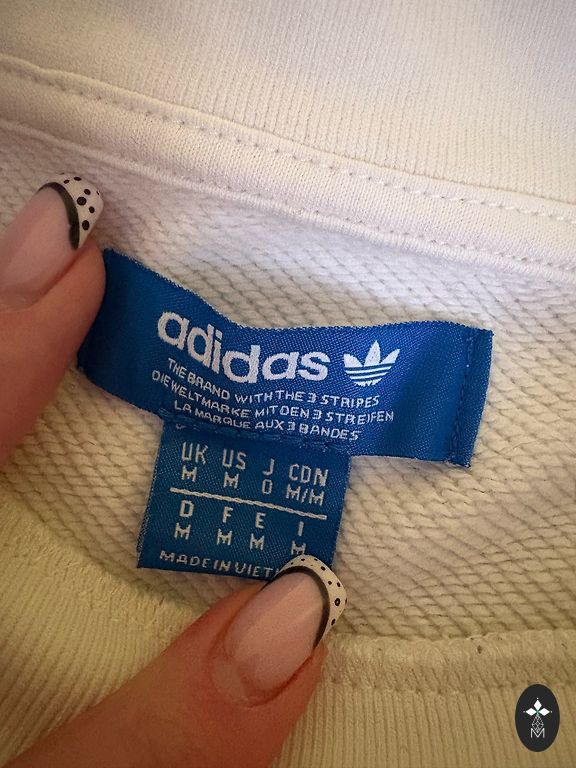 adidas
THE BRAND WITH THE 3 STRIPES
DIE WELTMARKE MIT DEN 3 STREIFEN
LA MARQUE AUX 3 BANDES
UK US J CDN
M M O M/M
D F E I
M M M M
MADE IN
M